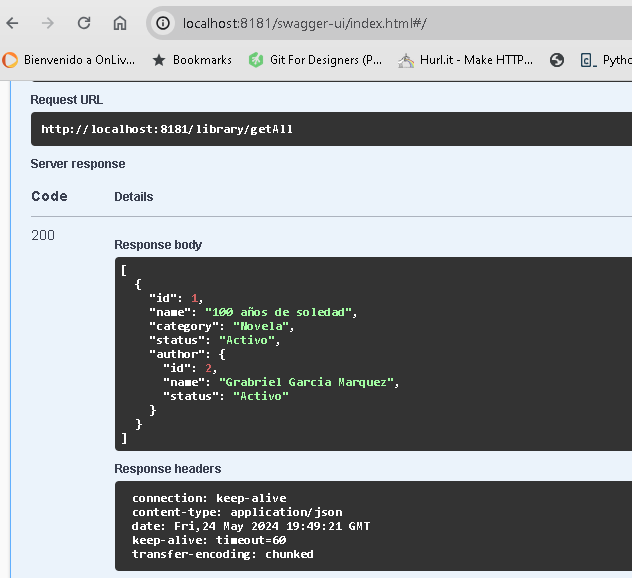 localhost:8181/swagger-ui/index.html#/
Bienvenido a OnLiv... Bookmarks Git For Designers (P... Hurl.it - Make HTTP... Pytho
Request URL
http://localhost:8181/library/getAll
Server response
Code Details
200
Response body
[
{
"id": 1,
"name": "100 años de soledad",
"category": "Novela",
"status": "Activo",
"author": {
"id": 2,
"name": "Grabriel Garcia Marquez",
"status": "Activo"
}
}
]
Response headers
connection: keep-alive
content-type: application/json
date: Fri,24 May 2024 19:49:21 GMT
keep-alive: timeout=60
transfer-encoding: chunked